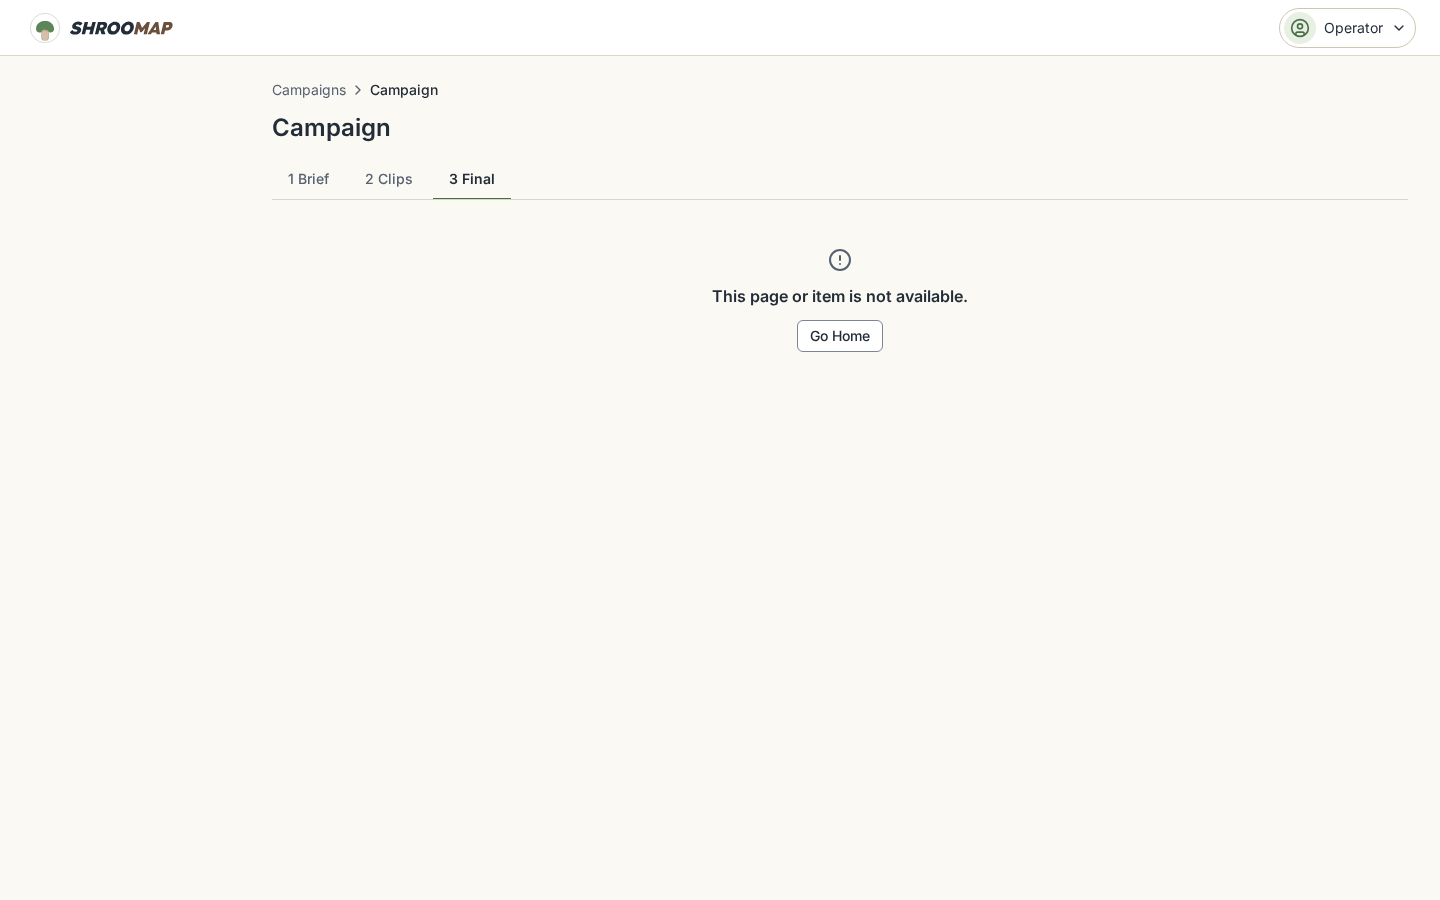 SHROOMAP
Operator
Campaigns
Campaign
Campaign
1 Brief
2 Clips
3 Final
This page or item is not available.
Go Home